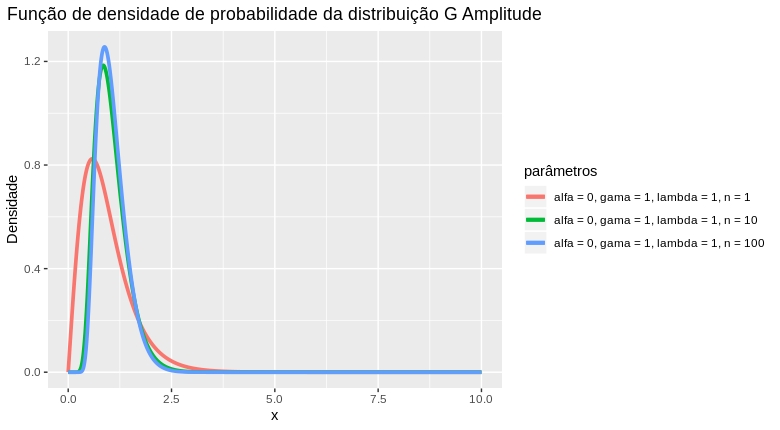 Função de densidade de probabilidade da distribuição G Amplitude
1.2
0.8
0.4
0.0
Densidade
0.0 2.5 5.0 7.5 10.0
x
parâmetros
alfa = 0, gama = 1, lambda = 1, n = 1
alfa = 0, gama = 1, lambda = 1, n = 10
alfa = 0, gama = 1, lambda = 1, n = 100